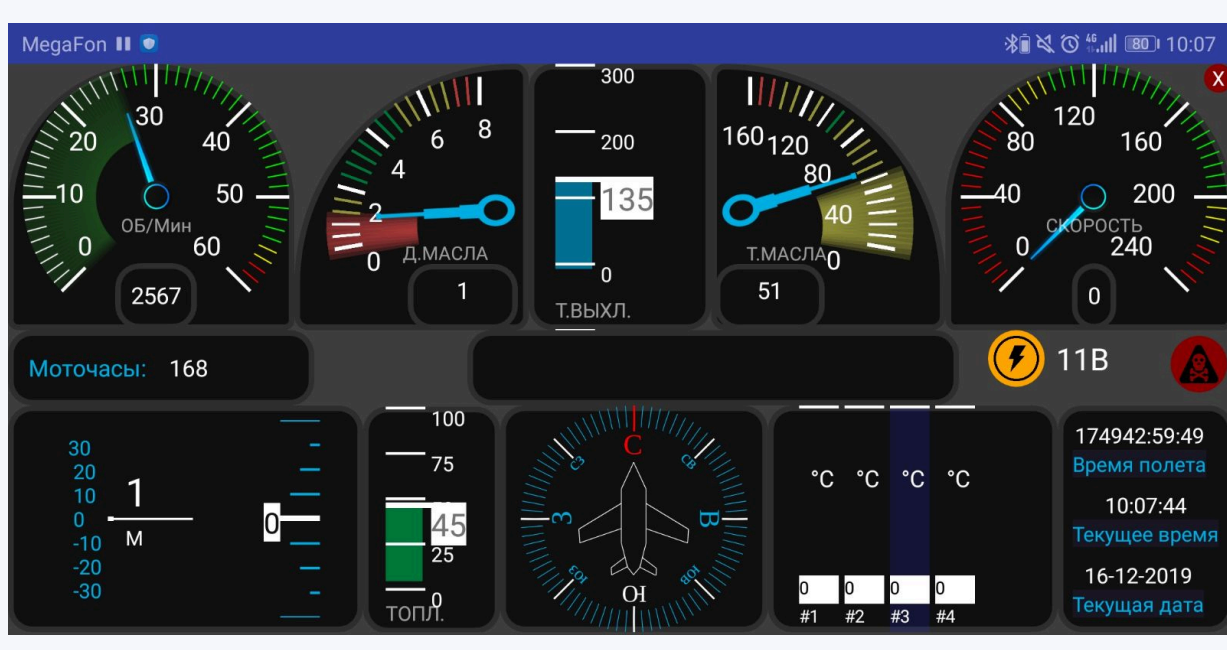 MegaFon 4G 80 10:07
0 10 20 30 40 50 60
ОБ/Мин
2567
0 2 4 6 8
Д.МАСЛА
1
300
200
135
0
Т.ВЫХЛ.
160 120 80 40 0
Т.МАСЛА
51
0 40 80 120 160 200 240
СКОРОСТЬ
0
X
Моточасы: 168
11В
30
20
10
0
-10
-20
-30
1
М
0
100
75
45
25
0
ТОПЛ.
С
СВ
В
ЮВ
Ю
ЮЗ
З
СЗ
°C °C °C °C
0 0 0 0
#1 #2 #3 #4
174942:59:49
Время полета
10:07:44
Текущее время
16-12-2019
Текущая дата